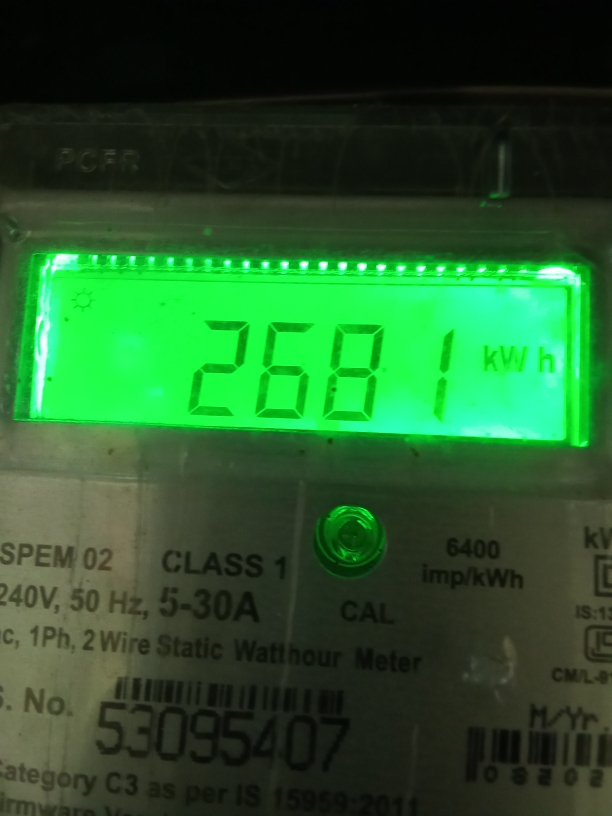 2681 kWh
SPEM 02 CLASS 1
6400
imp/kWh
240V, 50 Hz, 5-30A
CAL
1Ph, 2 Wire Static Watthour Meter
S. No.
53095407
M/Yr.
Category C3 as per IS 15959:2011